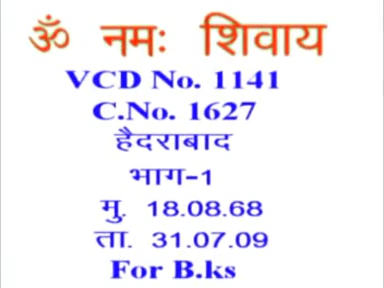 ॐ नमः शिवाय
VCD No. 1141
C.No. 1627
हैदराबाद
भाग-1
मु. 18.08.68
ता. 31.07.09
For B.ks